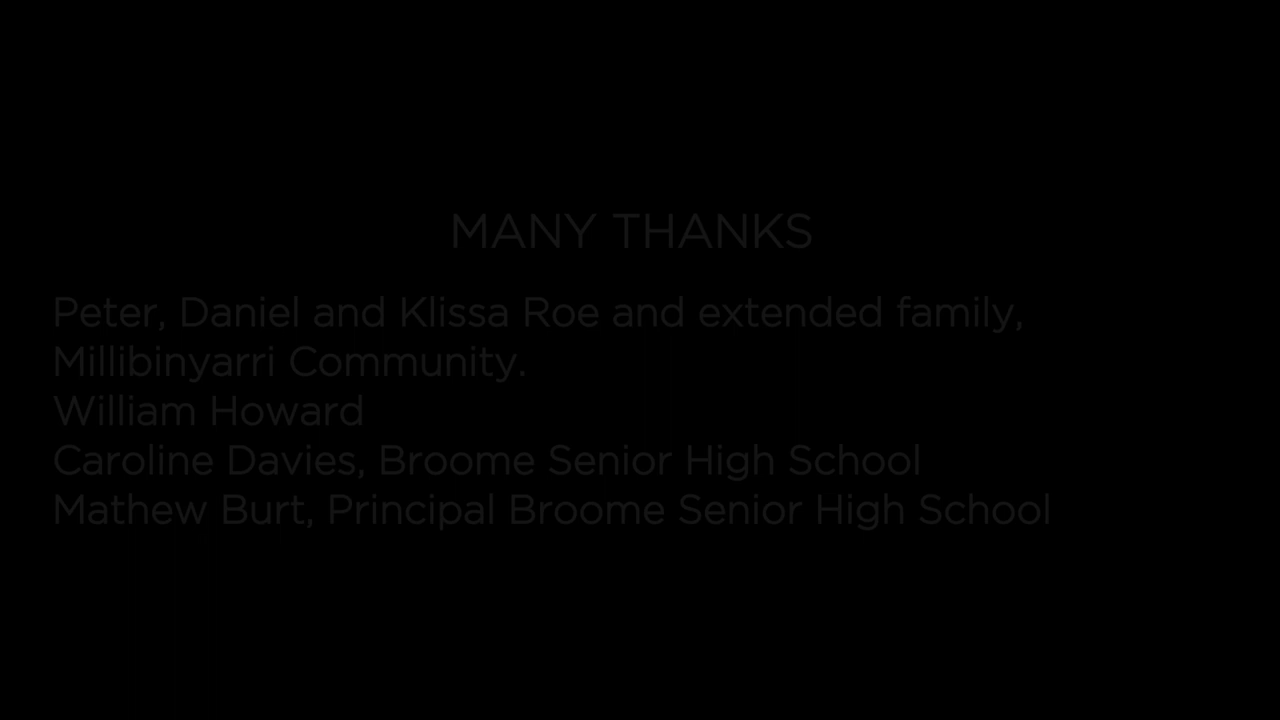 MANY THANKS
Peter, Daniel and Klissa Roe and extended family,
Millibinyarri Community.
William Howard
Caroline Davies, Broome Senior High School
Mathew Burt, Principal Broome Senior High School